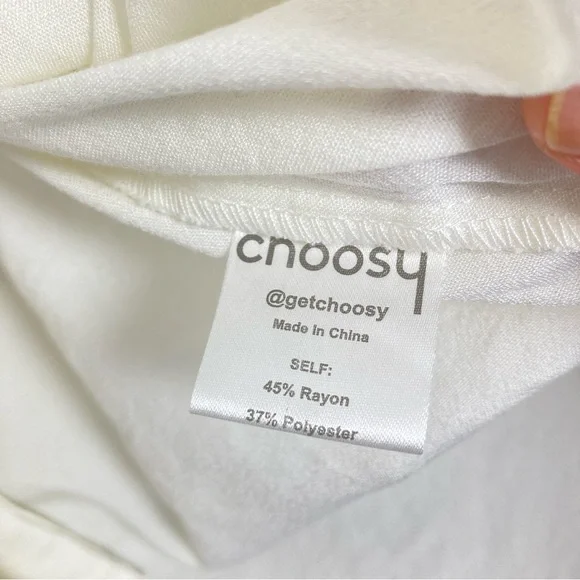 choosy
@getchoosy
Made in China
SELF:
45% Rayon
37% Polyester